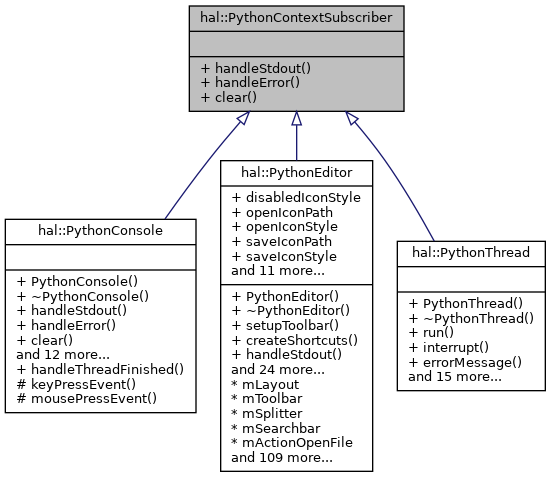 hal::PythonContextSubscriber
+ handleStdout()
+ handleError()
+ clear()
hal::PythonConsole
+ PythonConsole()
+ ~PythonConsole()
+ handleStdout()
+ handleError()
+ clear()
and 12 more...
+ handleThreadFinished()
# keyPressEvent()
# mousePressEvent()
hal::PythonEditor
+ disabledIconStyle
+ openIconPath
+ openIconStyle
+ saveIconPath
+ saveIconStyle
and 11 more...
+ PythonEditor()
+ ~PythonEditor()
+ setupToolbar()
+ createShortcuts()
+ handleStdout()
and 24 more...
* mLayout
* mToolbar
* mSplitter
* mSearchbar
* mActionOpenFile
and 109 more...
hal::PythonThread
+ PythonThread()
+ ~PythonThread()
+ run()
+ interrupt()
+ errorMessage()
and 15 more...